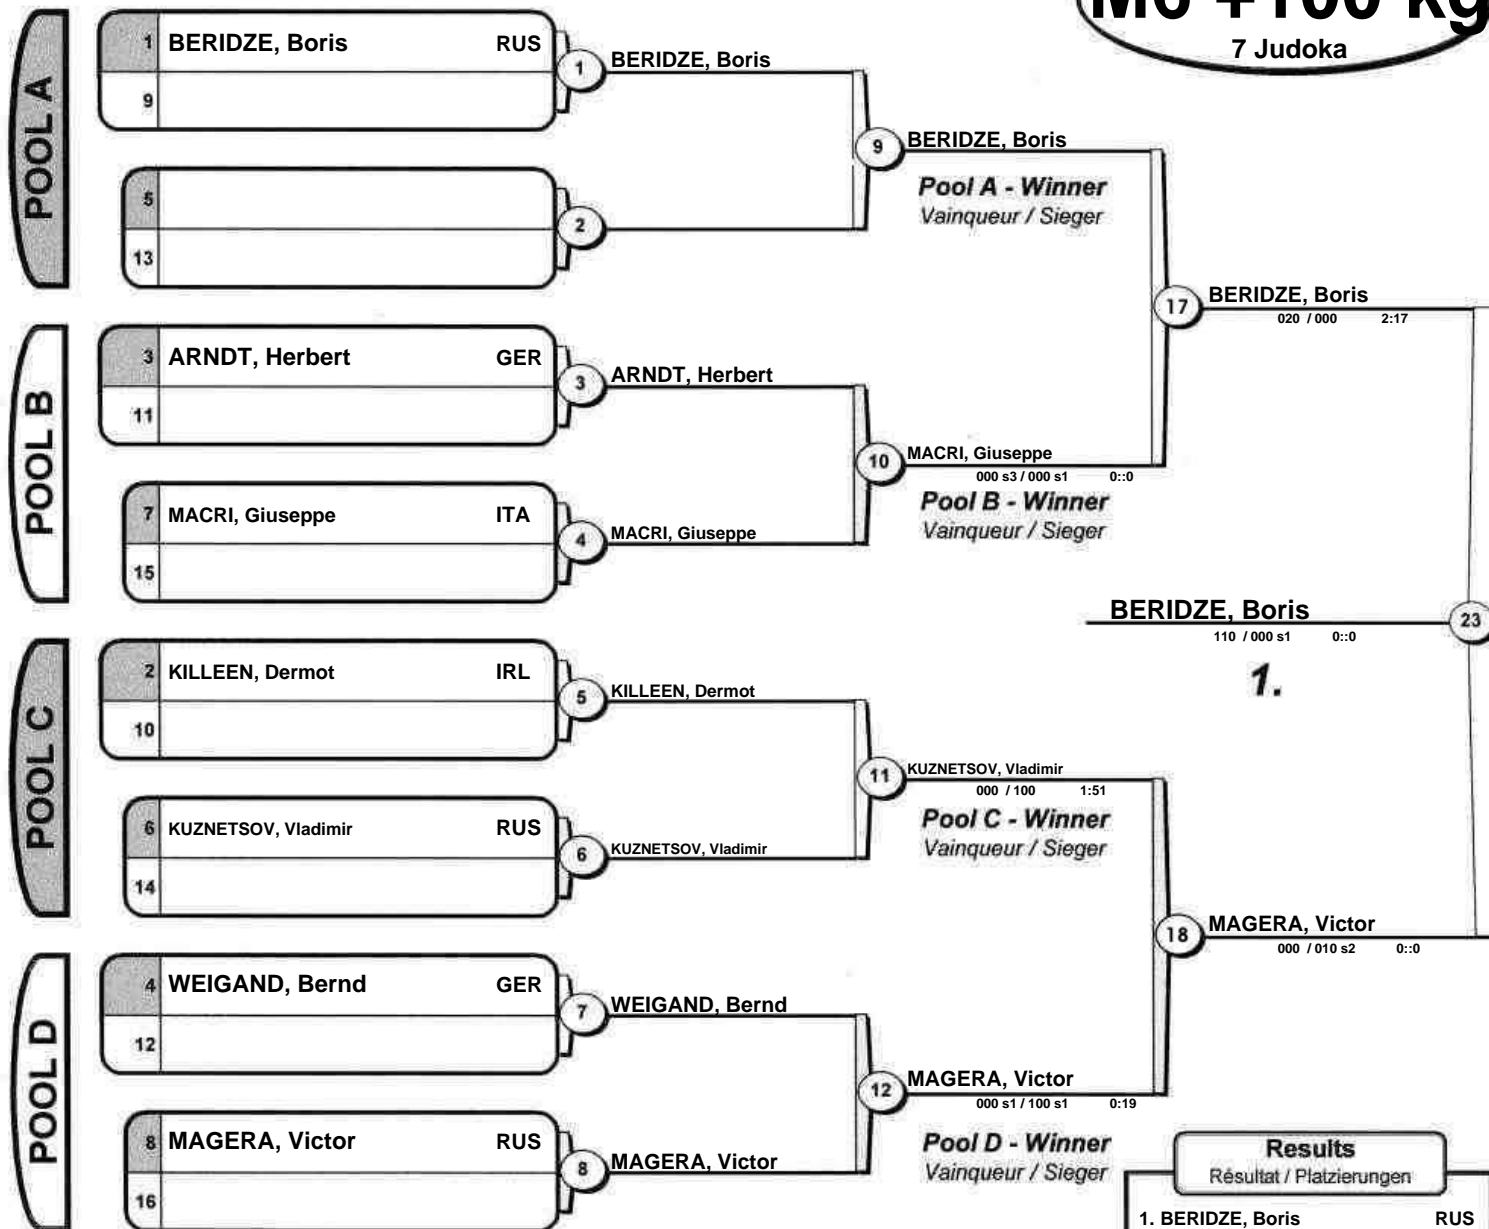 M6 +100 kg
7 Judoka
POOL A
1 BERIDZE, Boris RUS
9
5
13
1 BERIDZE, Boris
2
9 BERIDZE, Boris
Pool A - Winner
Vainqueur / Sieger
POOL B
3 ARNDT, Herbert GER
11
7 MACRI, Giuseppe ITA
15
3 ARNDT, Herbert
4 MACRI, Giuseppe
10 MACRI, Giuseppe
000 s3 / 000 s1 0::0
Pool B - Winner
Vainqueur / Sieger
17 BERIDZE, Boris
020 / 000 2:17
BERIDZE, Boris 23
110 / 000 s1 0::0
1.
POOL C
2 KILLEEN, Dermot IRL
10
6 KUZNETSOV, Vladimir RUS
14
5 KILLEEN, Dermot
6 KUZNETSOV, Vladimir
11 KUZNETSOV, Vladimir
000 / 100 1:51
Pool C - Winner
Vainqueur / Sieger
18 MAGERA, Victor
000 / 010 s2 0::0
POOL D
4 WEIGAND, Bernd GER
12
8 MAGERA, Victor RUS
16
7 WEIGAND, Bernd
8 MAGERA, Victor
12 MAGERA, Victor
000 s1 / 100 s1 0:19
Pool D - Winner
Vainqueur / Sieger
Results
Résultat / Platzierungen
1. BERIDZE, Boris RUS